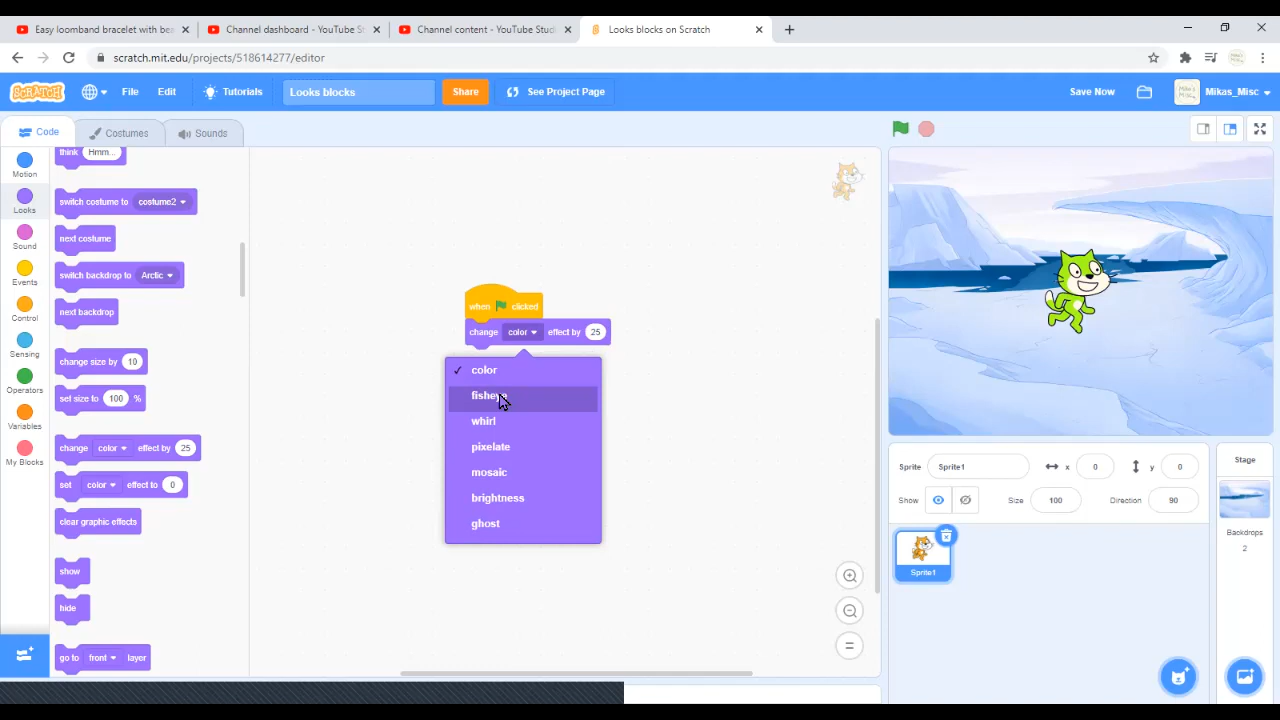 Easy loomband bracelet with bea
Channel dashboard - YouTube S
Channel content - YouTube Studi
Looks blocks on Scratch
scratch.mit.edu/projects/518614277/editor
SCRATCH
File
Edit
Tutorials
Looks blocks
Share
See Project Page
Save Now
Mikas_Misc
Code
Costumes
Sounds
Motion
Looks
Sound
Events
Control
Sensing
Operators
Variables
My Blocks
think Hmm...
switch costume to costume2
next costume
switch backdrop to Arctic
next backdrop
change size by 10
set size to 100 %
change color effect by 25
set color effect to 0
clear graphic effects
show
hide
go to front layer
when clicked
change color effect by 25
✓ color
fisheye
whirl
pixelate
mosaic
brightness
ghost
Sprite Sprite1 x 0 y 0
Show Size 100 Direction 90
Sprite1
Stage
Backdrops
2